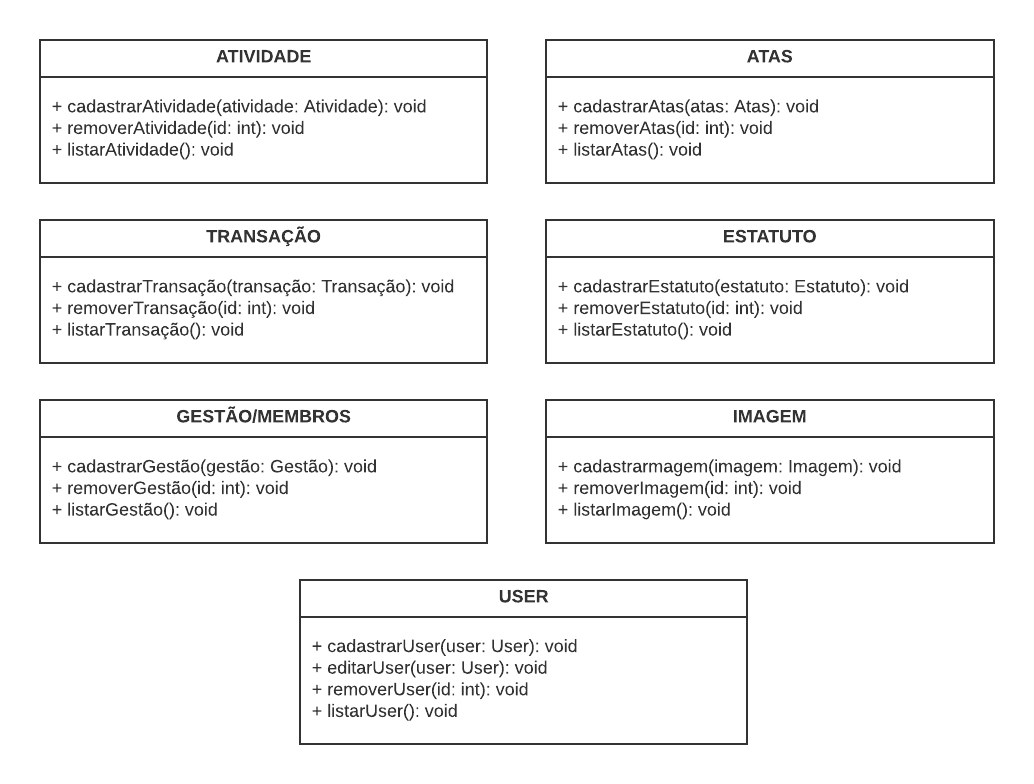 ATIVIDADE
+ cadastrarAtividade(atividade: Atividade): void
+ removerAtividade(id: int): void
+ listarAtividade(): void
ATAS
+ cadastrarAtas(atas: Atas): void
+ removerAtas(id: int): void
+ listarAtas(): void
TRANSAÇÃO
+ cadastrarTransação(transação: Transação): void
+ removerTransação(id: int): void
+ listarTransação(): void
ESTATUTO
+ cadastrarEstatuto(estatuto: Estatuto): void
+ removerEstatuto(id: int): void
+ listarEstatuto(): void
GESTÃO/MEMBROS
+ cadastrarGestão(gestão: Gestão): void
+ removerGestão(id: int): void
+ listarGestão(): void
IMAGEM
+ cadastrarmagem(imagem: Imagem): void
+ removerImagem(id: int): void
+ listarImagem(): void
USER
+ cadastrarUser(user: User): void
+ editarUser(user: User): void
+ removerUser(id: int): void
+ listarUser(): void